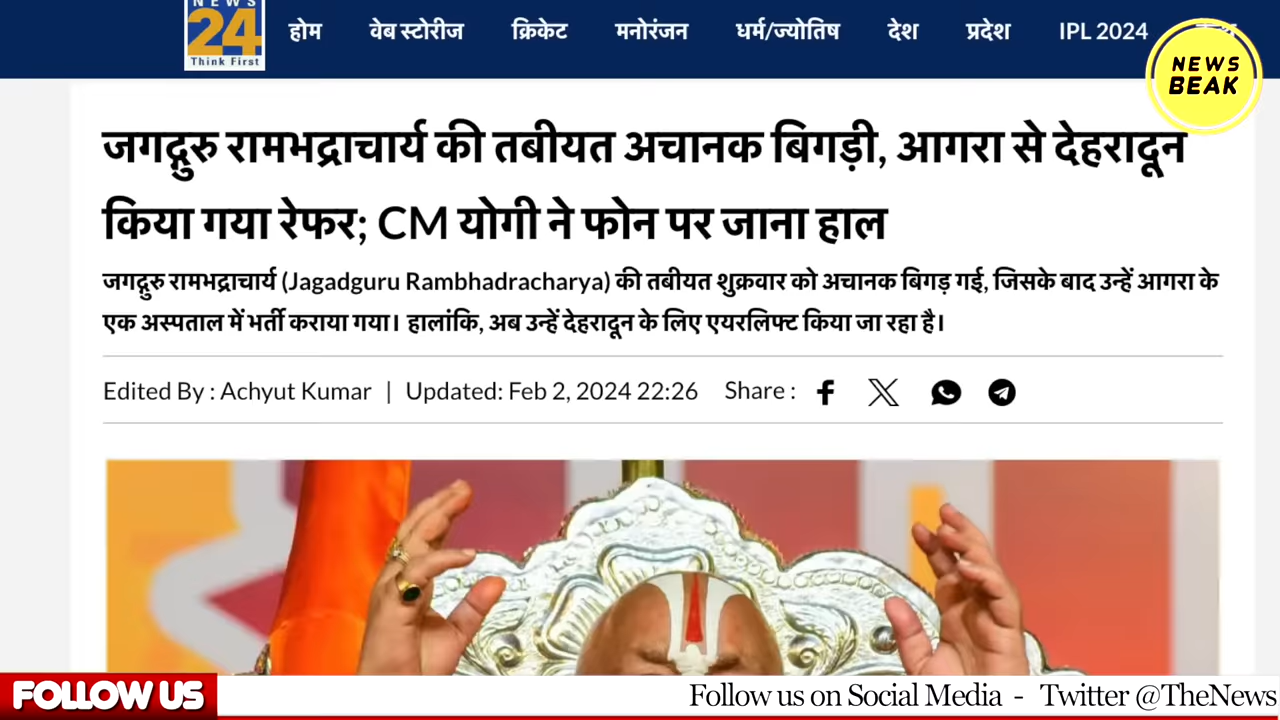 NEWS
24
Think First
होम वेब स्टोरीज क्रिकेट मनोरंजन धर्म/ज्योतिष देश प्रदेश IPL 2024
NEWS
BEAK
जगद्गुरु रामभद्राचार्य की तबीयत अचानक बिगड़ी, आगरा से देहरादून
किया गया रेफर; CM योगी ने फोन पर जाना हाल
जगद्गुरु रामभद्राचार्य (Jagadguru Rambhadracharya) की तबीयत शुक्रवार को अचानक बिगड़ गई, जिसके बाद उन्हें आगरा के
एक अस्पताल में भर्ती कराया गया। हालांकि, अब उन्हें देहरादून के लिए एयरलिफ्ट किया जा रहा है।
Edited By : Achyut Kumar | Updated: Feb 2, 2024 22:26 Share :
FOLLOW US
Follow us on Social Media - Twitter @TheNews